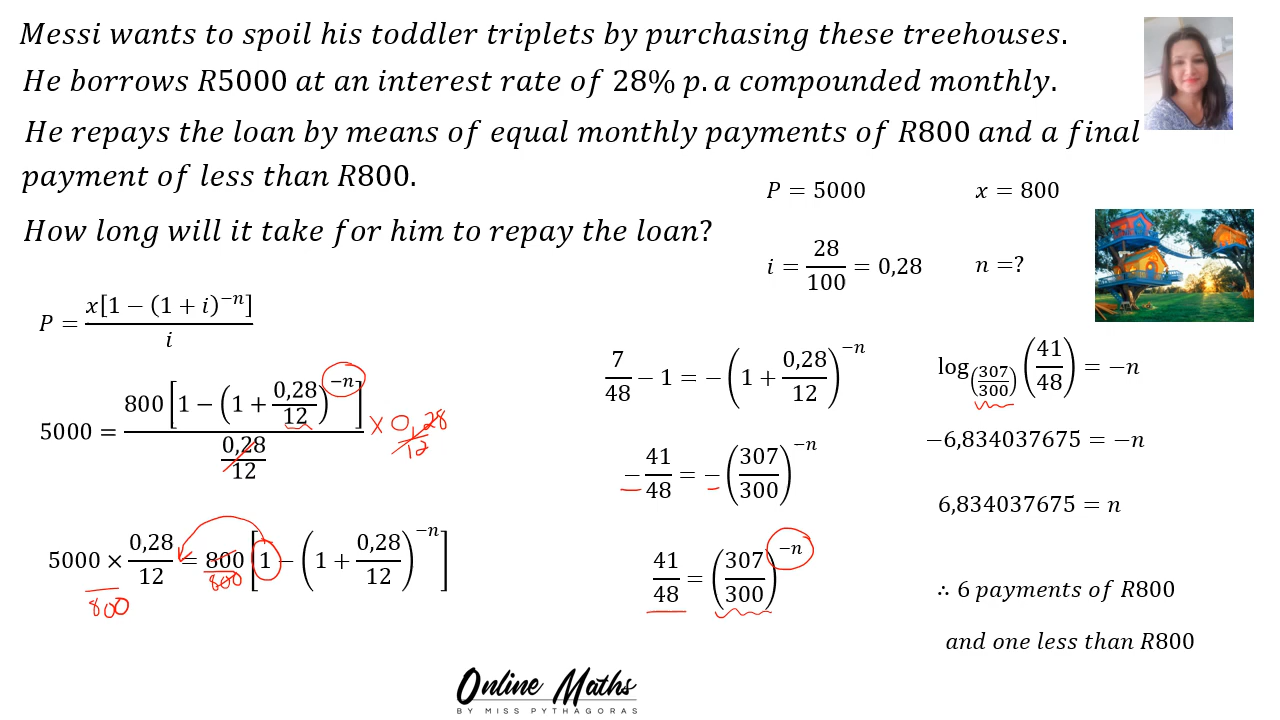 Messi wants to spoil his toddler triplets by purchasing these treehouses.
He borrows R5000 at an interest rate of 28% p.a compounded monthly.
He repays the loan by means of equal monthly payments of R800 and a final
payment of less than R800.
How long will it take for him to repay the loan?
P = 5000
x = 800
i = 28/100 = 0,28
n =?
P = x[1 − (1 + i)^−n] / i
5000 = 800[1 − (1 + 0,28/12)^−n] / (0,28/12) × 0,28/12
5000 × 0,28/12 = 800[1 − (1 + 0,28/12)^−n]
800 800
7/48 − 1 = −(1 + 0,28/12)^−n
−41/48 = −(307/300)^−n
41/48 = (307/300)^−n
log_(307/300) (41/48) = −n
−6,834037675 = −n
6,834037675 = n
∴ 6 payments of R800
and one less than R800
Online Maths
BY MISS PYTHAGORAS